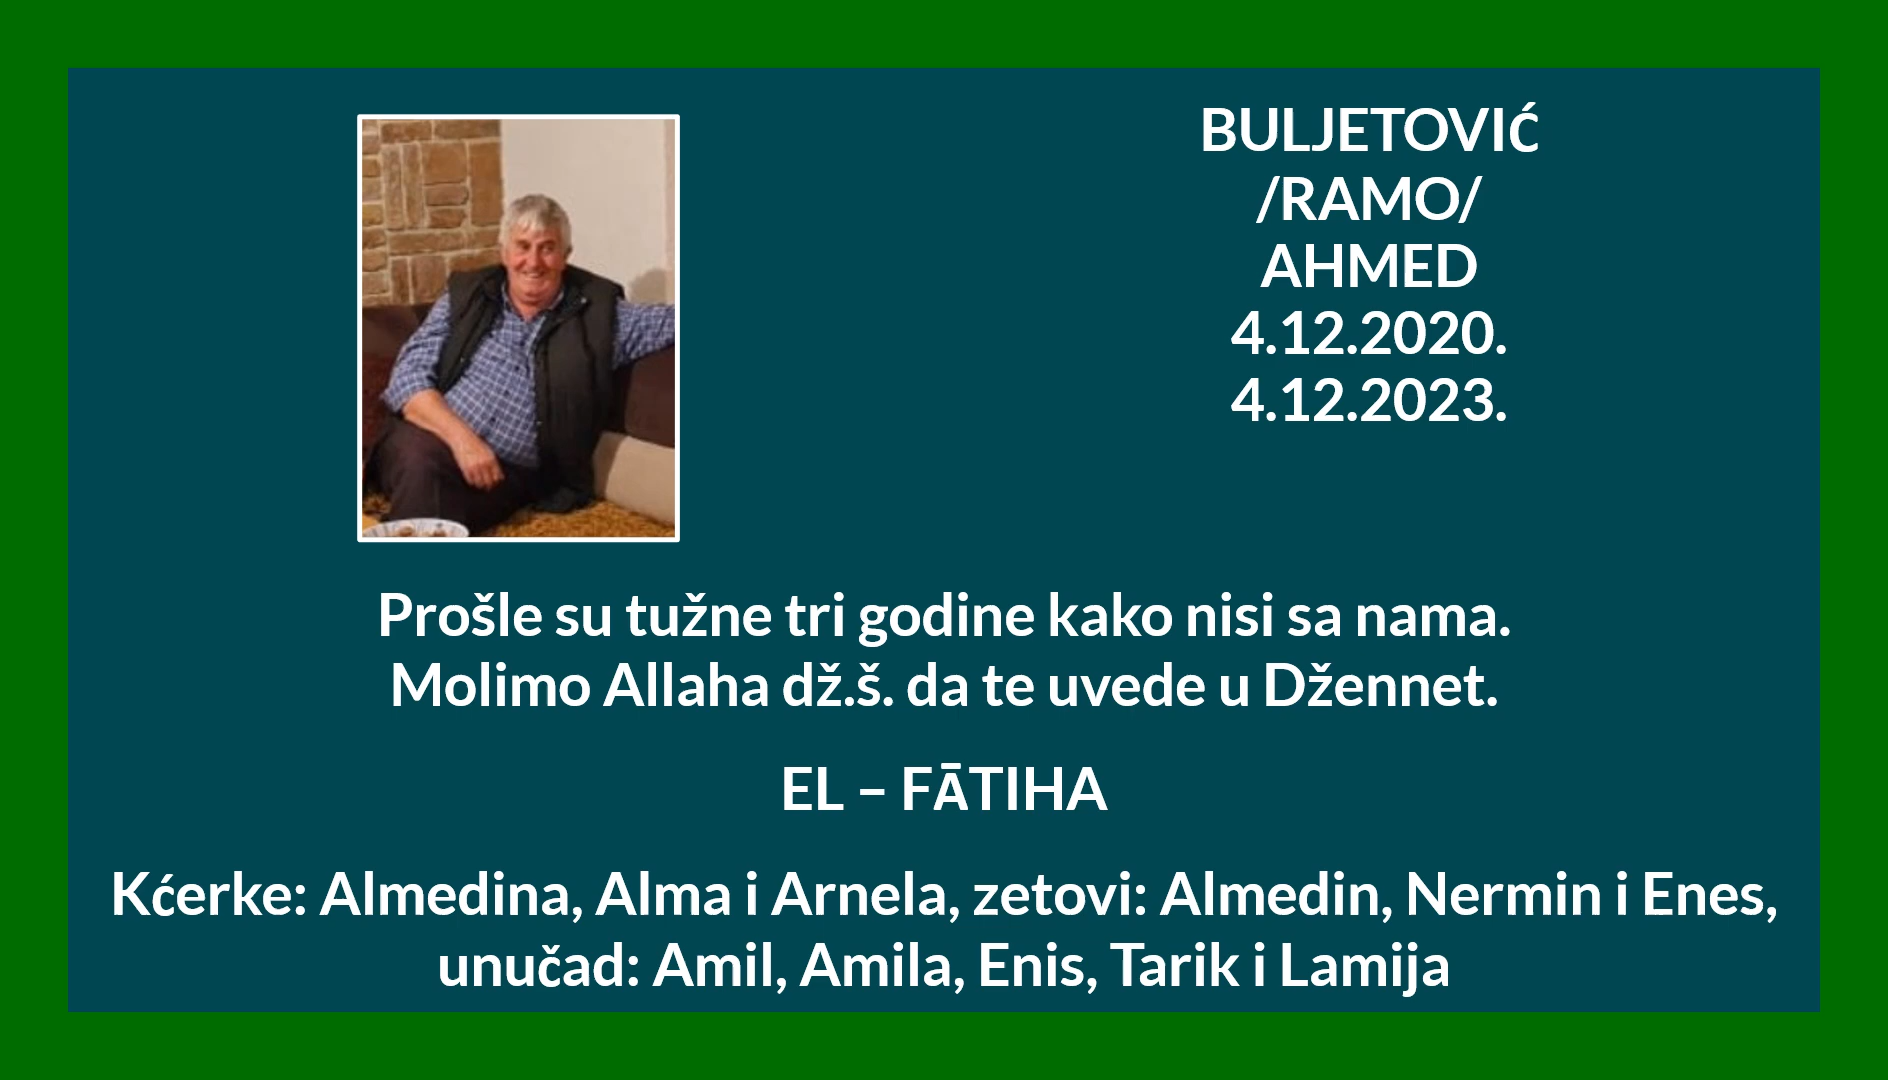 BULJETOVIĆ
/RAMO/
AHMED
4.12.2020.
4.12.2023.
Prošle su tužne tri godine kako nisi sa nama.
Molimo Allaha dž.š. da te uvede u Džennet.
EL – FĀTIHA
Kćerke: Almedina, Alma i Arnela, zetovi: Almedin, Nermin i Enes,
unučad: Amil, Amila, Enis, Tarik i Lamija